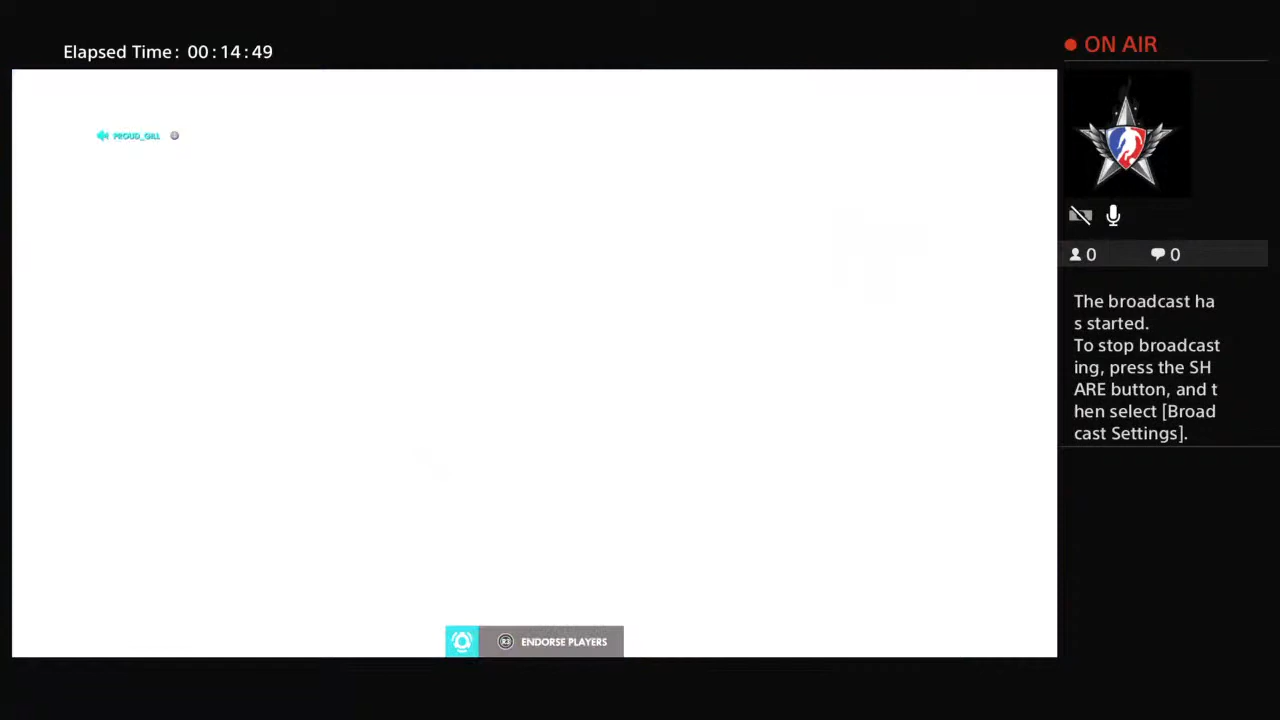 Elapsed Time: 00:14:49
ON AIR
PROUD_GILL
0 0
The broadcast ha
s started.
To stop broadcast
ing, press the SH
ARE button, and t
hen select [Broad
cast Settings].
R3 ENDORSE PLAYERS